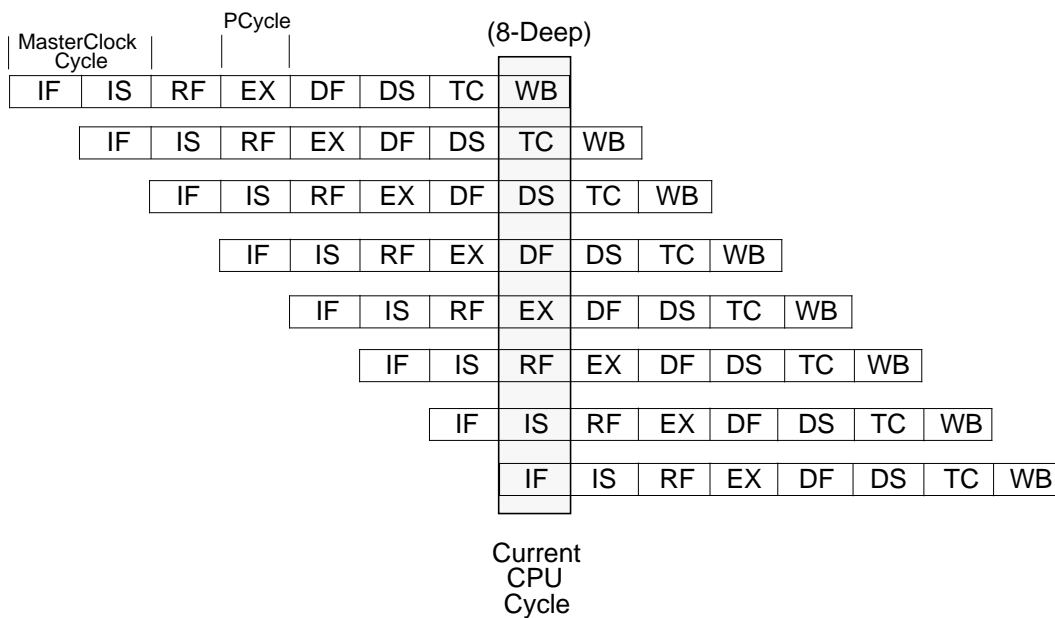 PCycle
(8-Deep)
MasterClock
Cycle
IF IS RF EX DF DS TC WB
IF IS RF EX DF DS TC WB
IF IS RF EX DF DS TC WB
IF IS RF EX DF DS TC WB
IF IS RF EX DF DS TC WB
IF IS RF EX DF DS TC WB
IF IS RF EX DF DS TC WB
IF IS RF EX DF DS TC WB
Current
CPU
Cycle